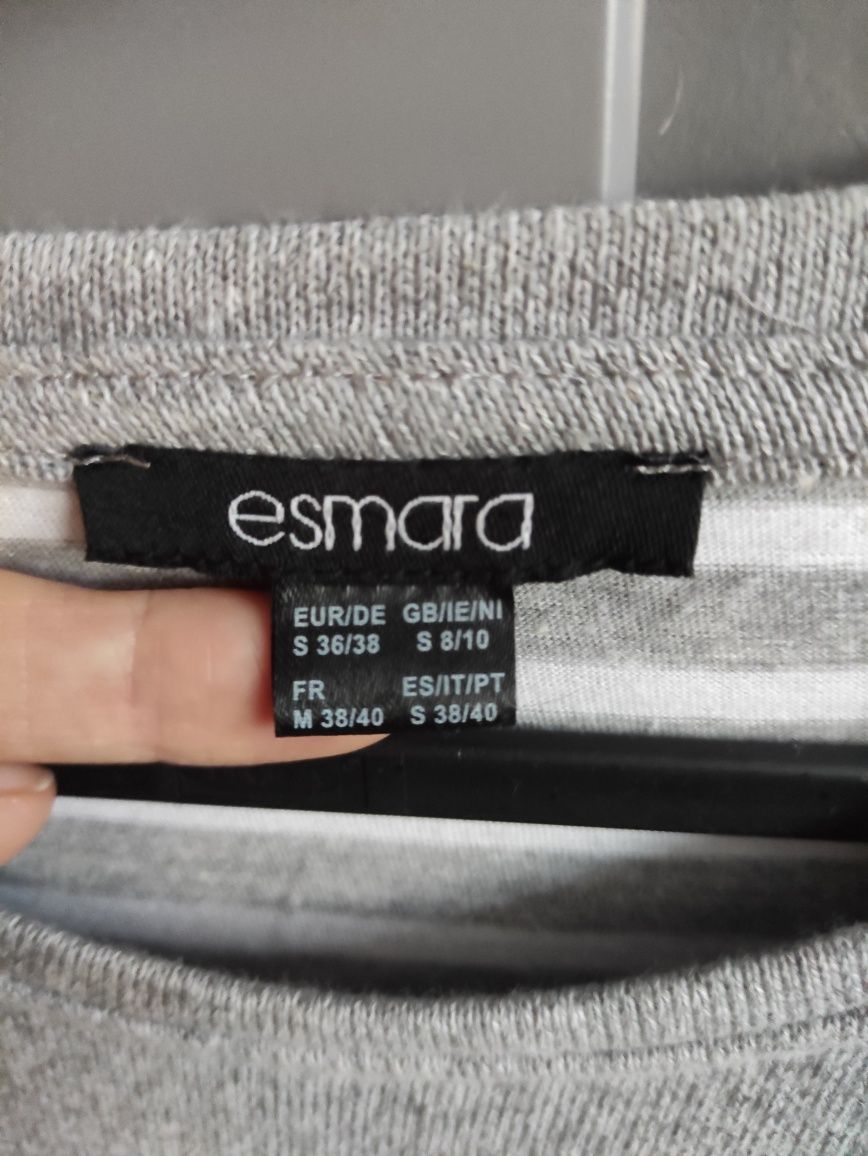 esmara
EUR/DE GB/IE/NI
S 36/38 S 8/10
FR ES/IT/PT
M 38/40 S 38/40